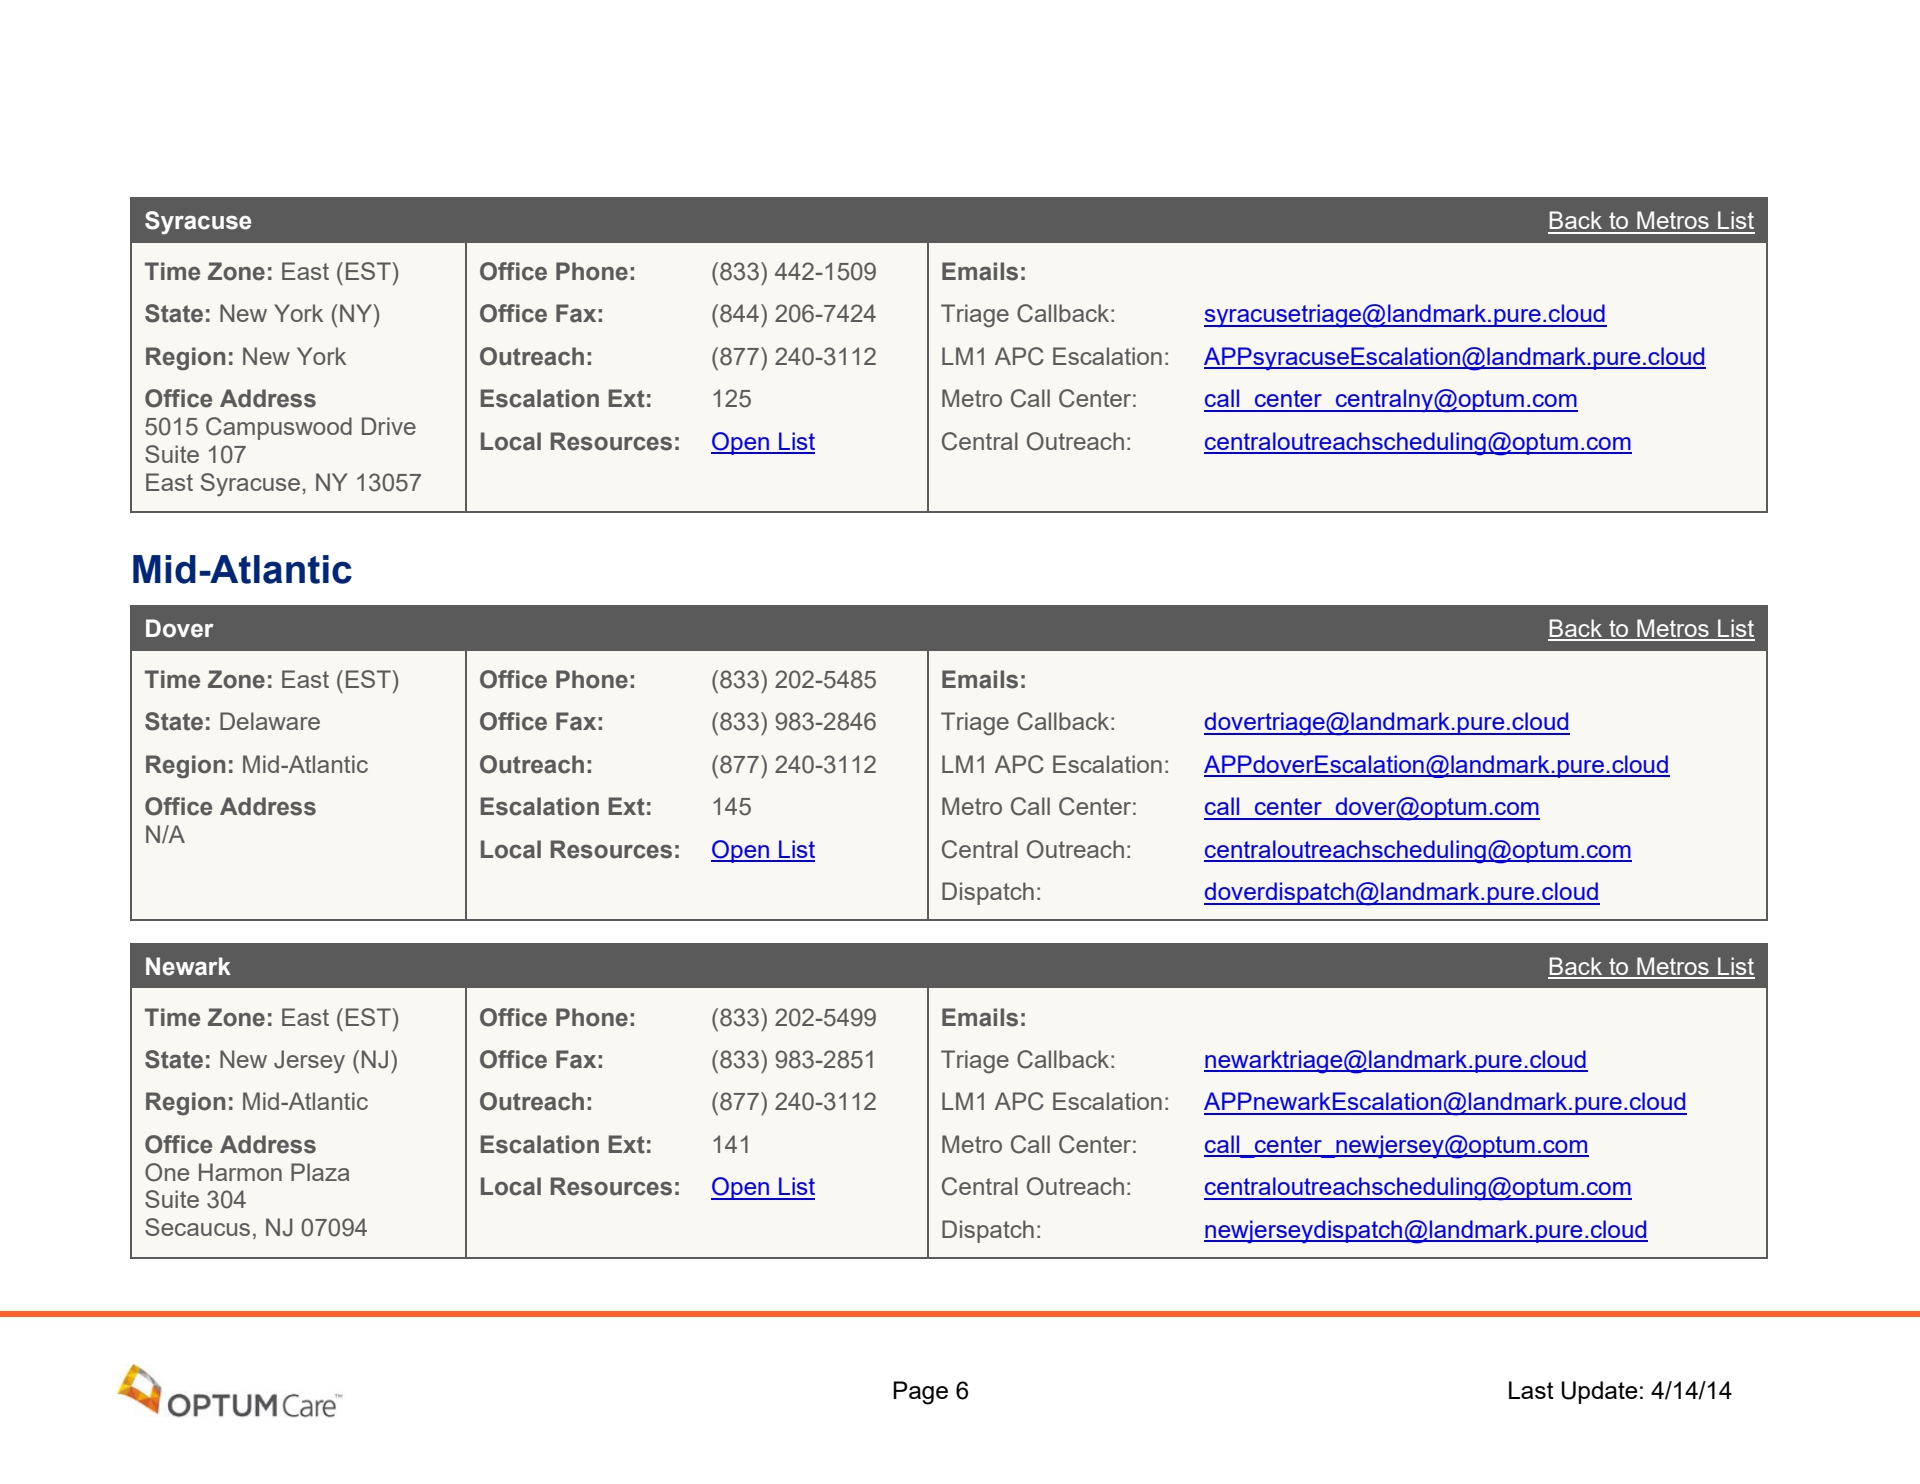 Syracuse Back to Metros List
Time Zone: East (EST)
State: New York (NY)
Region: New York
Office Address
5015 Campuswood Drive
Suite 107
East Syracuse, NY 13057
Office Phone: (833) 442-1509
Office Fax: (844) 206-7424
Outreach: (877) 240-3112
Escalation Ext: 125
Local Resources: Open List
Emails:
Triage Callback: syracusetriage@landmark.pure.cloud
LM1 APC Escalation: APPsyracuseEscalation@landmark.pure.cloud
Metro Call Center: call_center_centralny@optum.com
Central Outreach: centraloutreachscheduling@optum.com
Mid-Atlantic
Dover Back to Metros List
Time Zone: East (EST)
State: Delaware
Region: Mid-Atlantic
Office Address
N/A
Office Phone: (833) 202-5485
Office Fax: (833) 983-2846
Outreach: (877) 240-3112
Escalation Ext: 145
Local Resources: Open List
Emails:
Triage Callback: dovertriage@landmark.pure.cloud
LM1 APC Escalation: APPdoverEscalation@landmark.pure.cloud
Metro Call Center: call_center_dover@optum.com
Central Outreach: centraloutreachscheduling@optum.com
Dispatch: doverdispatch@landmark.pure.cloud
Newark Back to Metros List
Time Zone: East (EST)
State: New Jersey (NJ)
Region: Mid-Atlantic
Office Address
One Harmon Plaza
Suite 304
Secaucus, NJ 07094
Office Phone: (833) 202-5499
Office Fax: (833) 983-2851
Outreach: (877) 240-3112
Escalation Ext: 141
Local Resources: Open List
Emails:
Triage Callback: newarktriage@landmark.pure.cloud
LM1 APC Escalation: APPnewarkEscalation@landmark.pure.cloud
Metro Call Center: call_center_newjersey@optum.com
Central Outreach: centraloutreachscheduling@optum.com
Dispatch: newjerseydispatch@landmark.pure.cloud
OPTUM Care™ Page 6 Last Update: 4/14/14